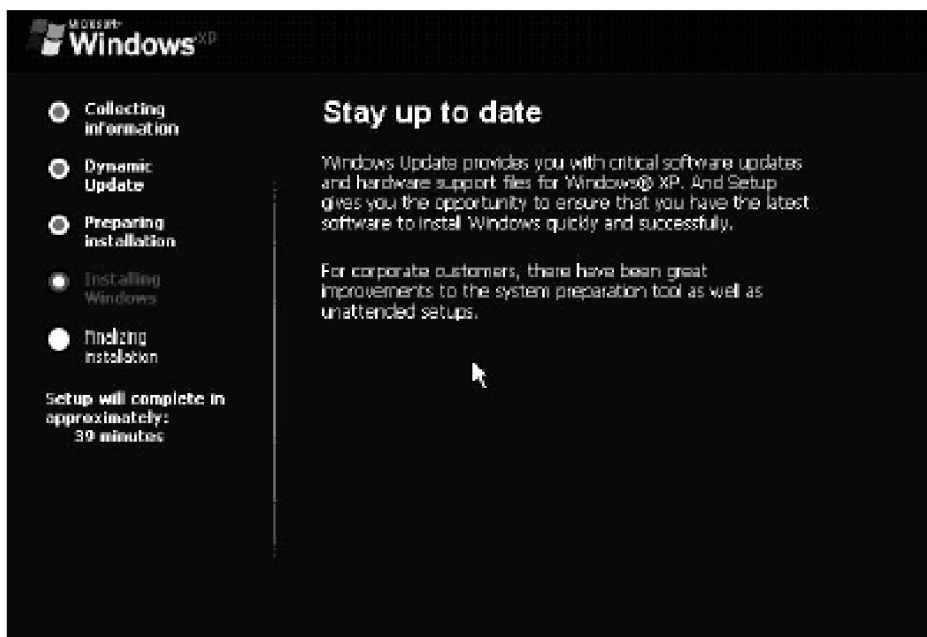 Microsoft
Windows xp
Collecting
information
Dynamic
Update
Preparing
installation
Installing
Windows
Finalizing
installation
Setup will complete in
approximately:
39 minutes
Stay up to date
Windows Update provides you with critical software updates
and hardware support files for Windows® XP. And Setup
gives you the opportunity to ensure that you have the latest
software to install Windows quickly and successfully.
For corporate customers, there have been great
improvements to the system preparation tool as well as
unattended setups.